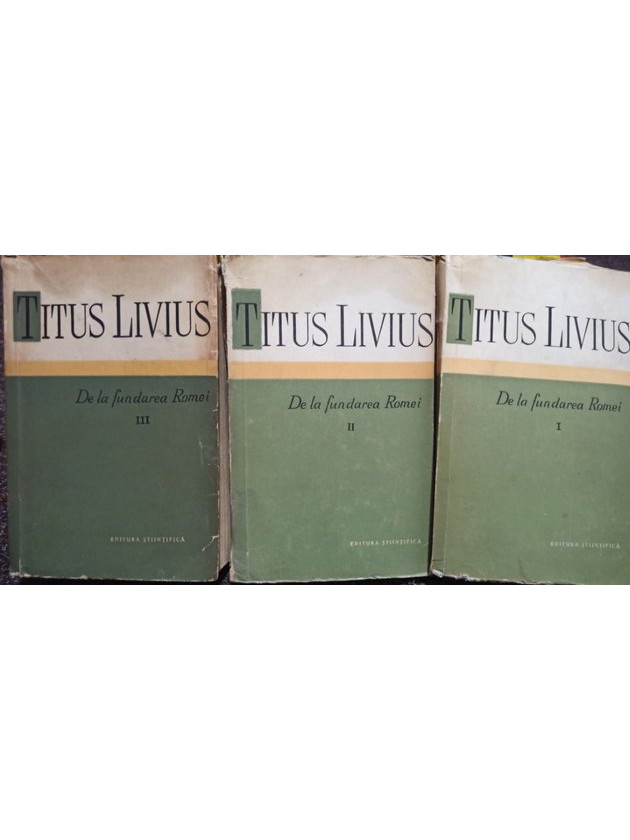 TITUS LIVIUS
De la fundarea Romei
III
EDITURA ȘTIINȚIFICĂ
TITUS LIVIUS
De la fundarea Romei
II
EDITURA ȘTIINȚIFICĂ
TITUS LIVIUS
De la fundarea Romei
I
EDITURA ȘTIINȚIFICĂ